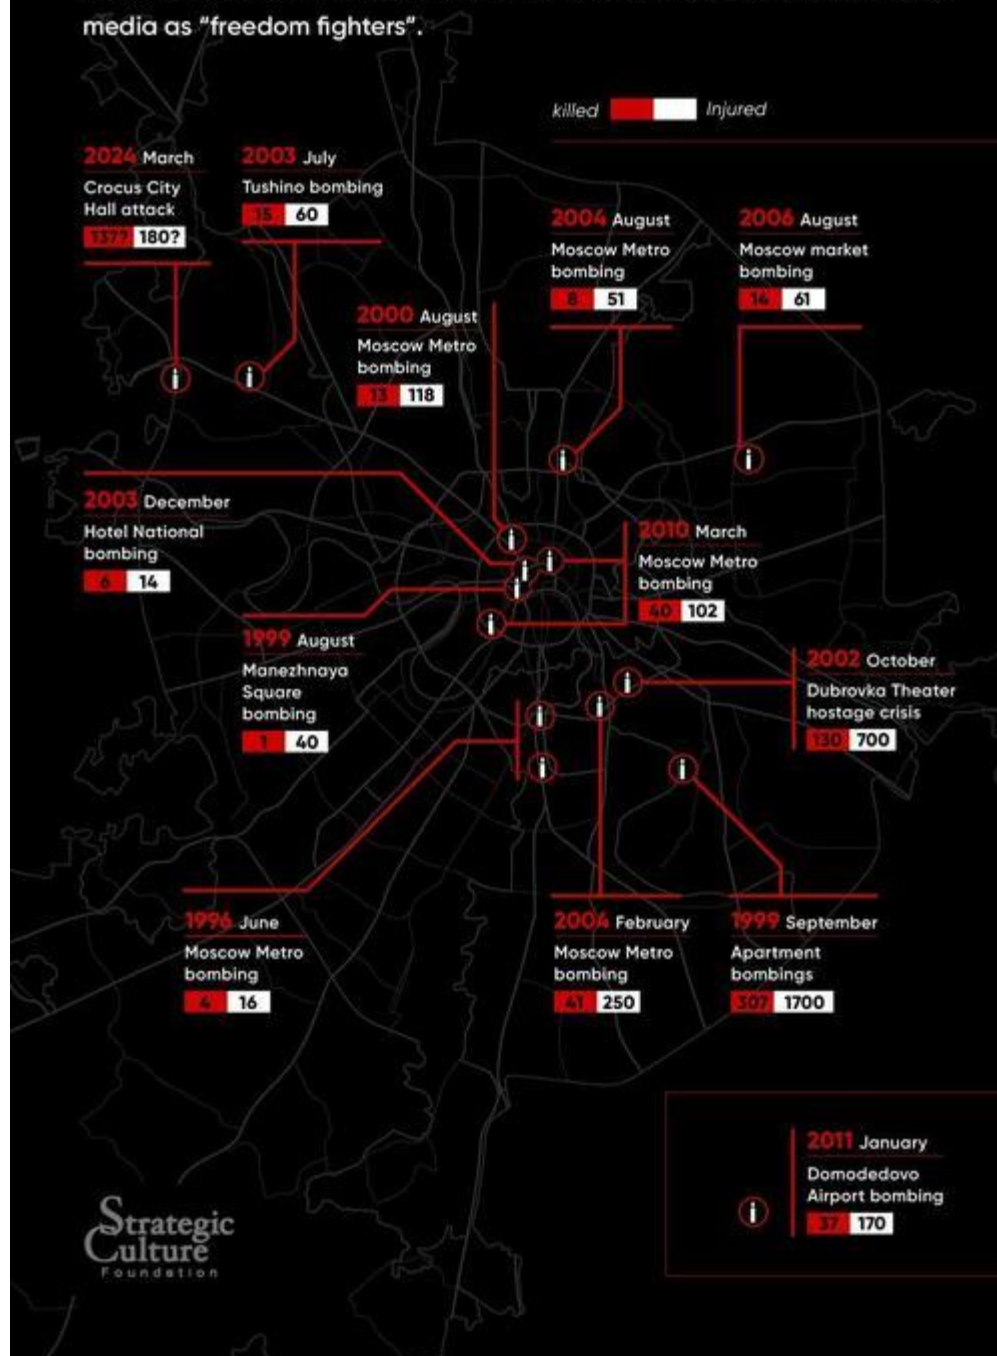 media as “freedom fighters”.
killed Injured
2024 March
Crocus City
Hall attack
137? 180?
2003 July
Tushino bombing
15 60
2004 August
Moscow Metro
bombing
8 51
2006 August
Moscow market
bombing
14 61
2000 August
Moscow Metro
bombing
13 118
2003 December
Hotel National
bombing
6 14
2010 March
Moscow Metro
bombing
40 102
1999 August
Manezhnaya
Square
bombing
1 40
2002 October
Dubrovka Theater
hostage crisis
130 700
1996 June
Moscow Metro
bombing
4 16
2004 February
Moscow Metro
bombing
41 250
1999 September
Apartment
bombings
307 1700
2011 January
Domodedovo
Airport bombing
37 170
Strategic
Culture
Foundation